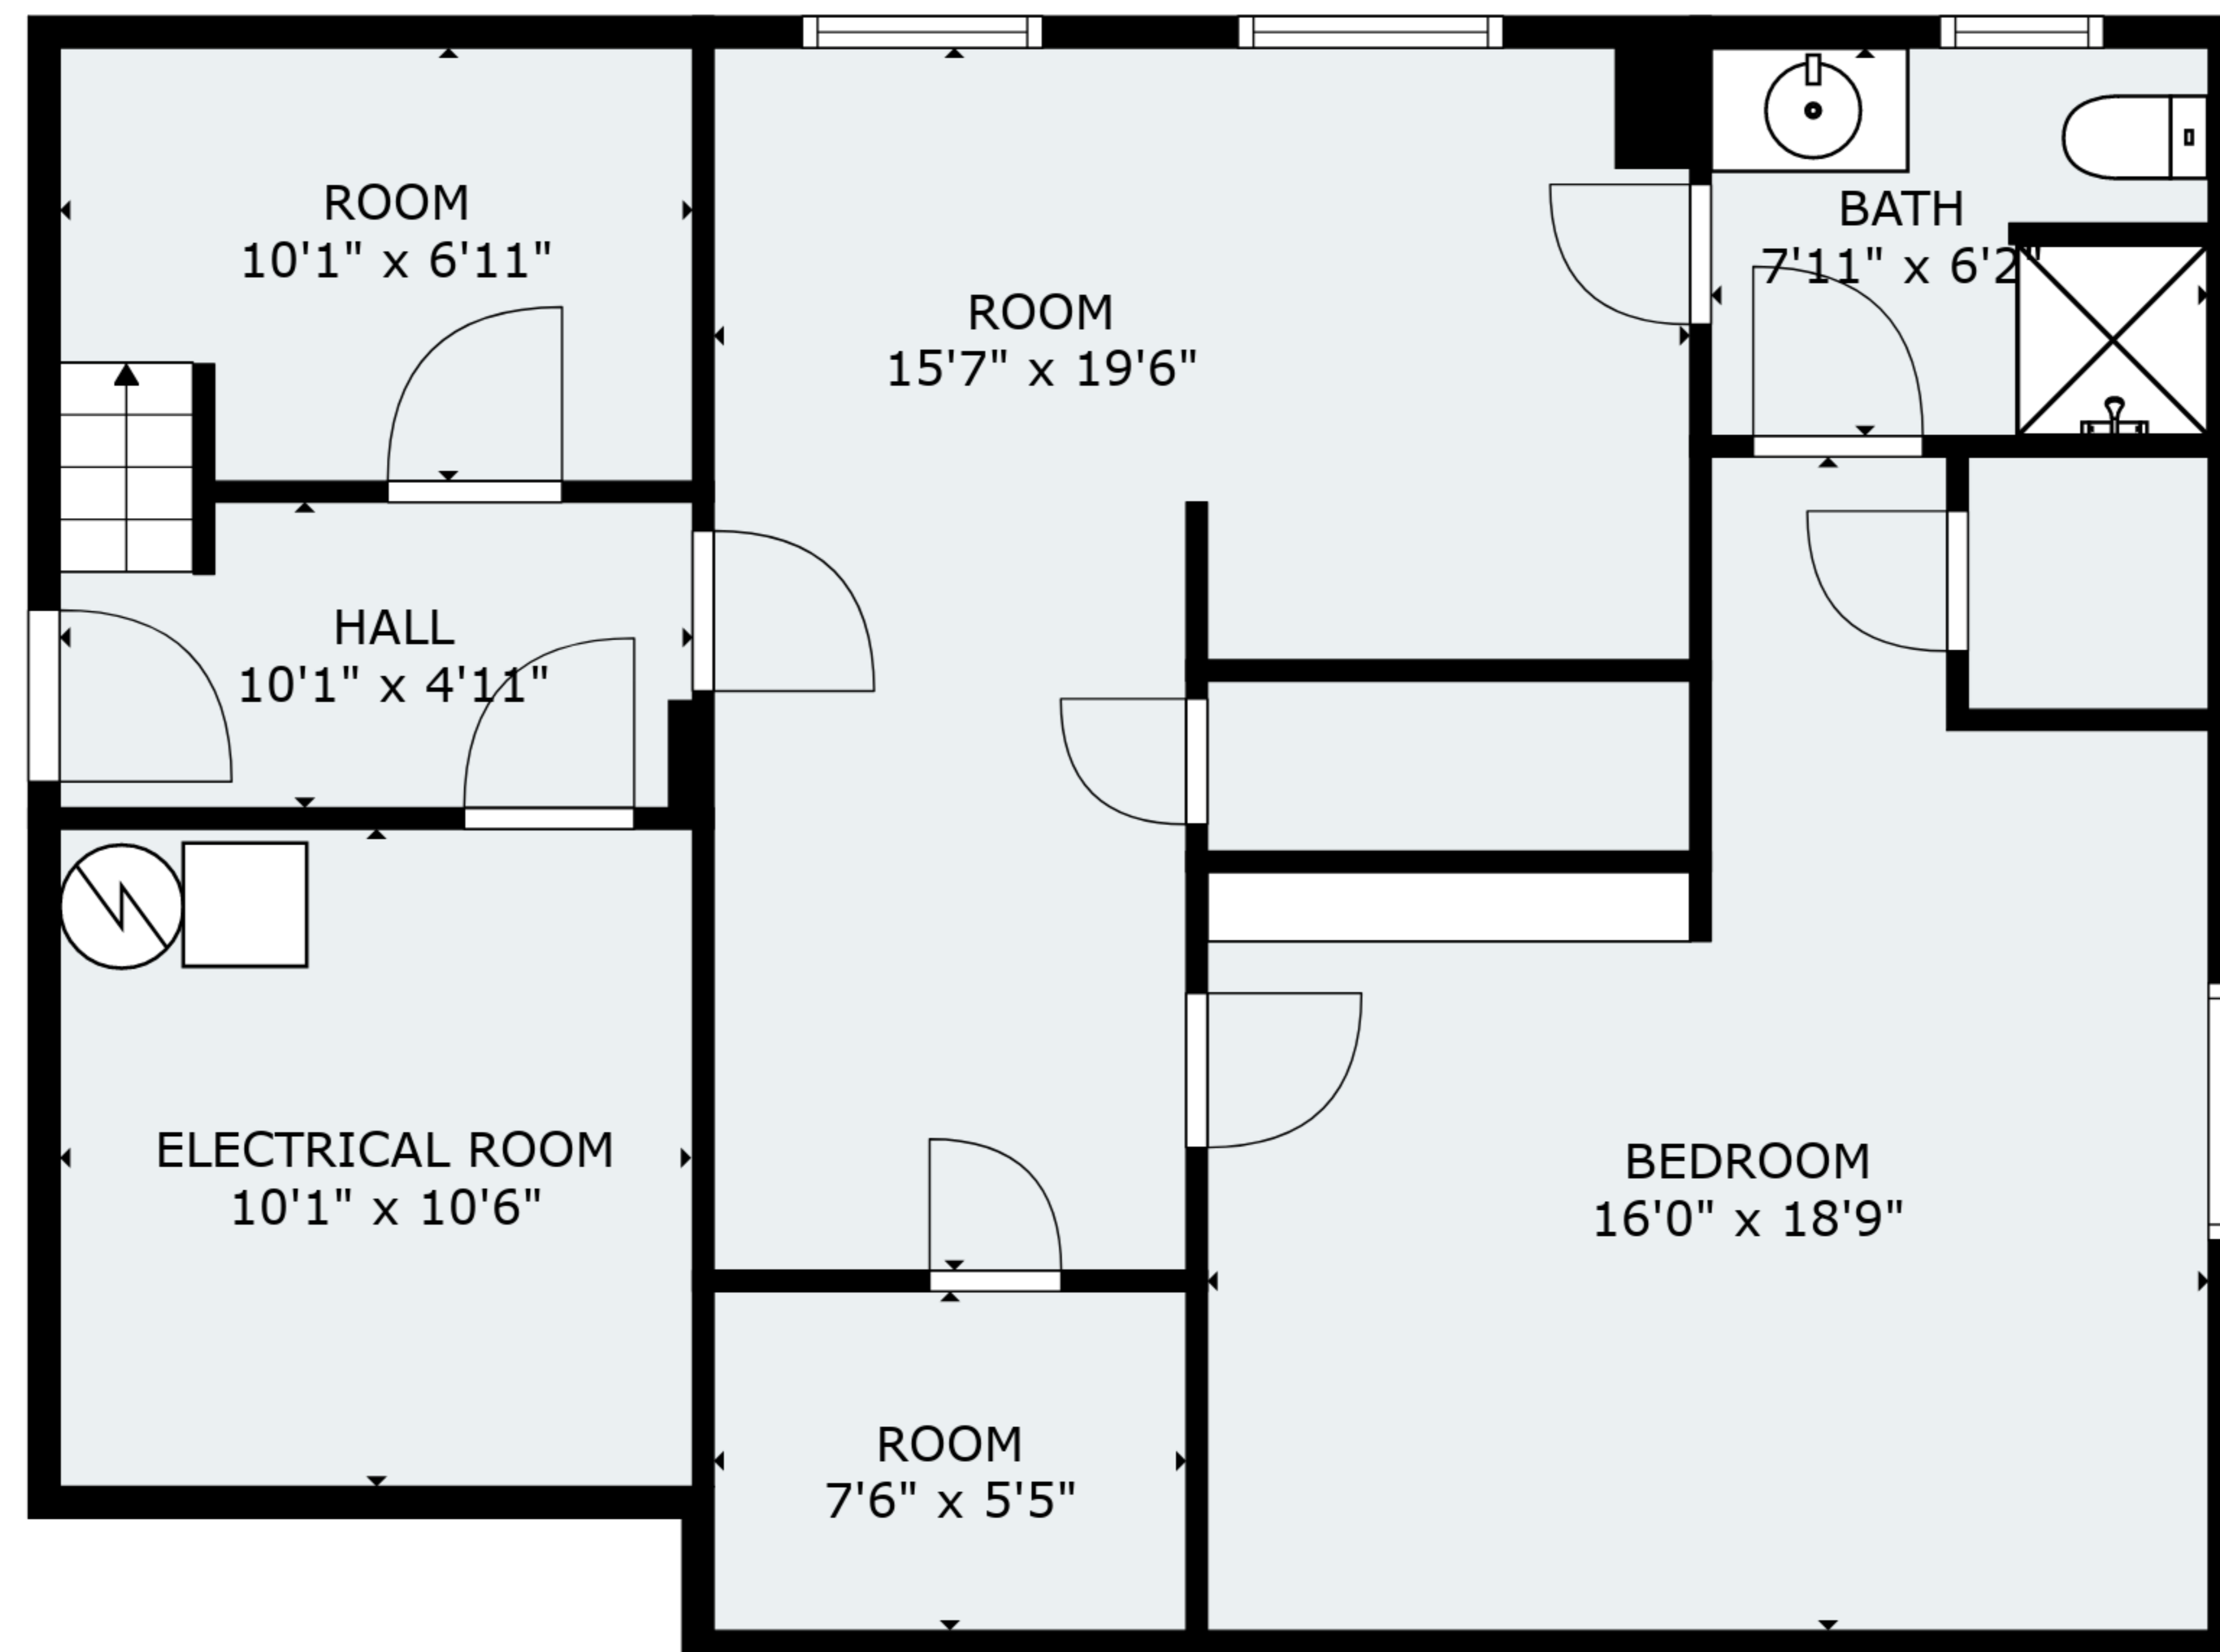 ROOM
10'1" x 6'11"
BATH
7'11" x 6'2"
ROOM
15'7" x 19'6"
HALL
10'1" x 4'11"
ELECTRICAL ROOM
10'1" x 10'6"
BEDROOM
16'0" x 18'9"
ROOM
7'6" x 5'5"